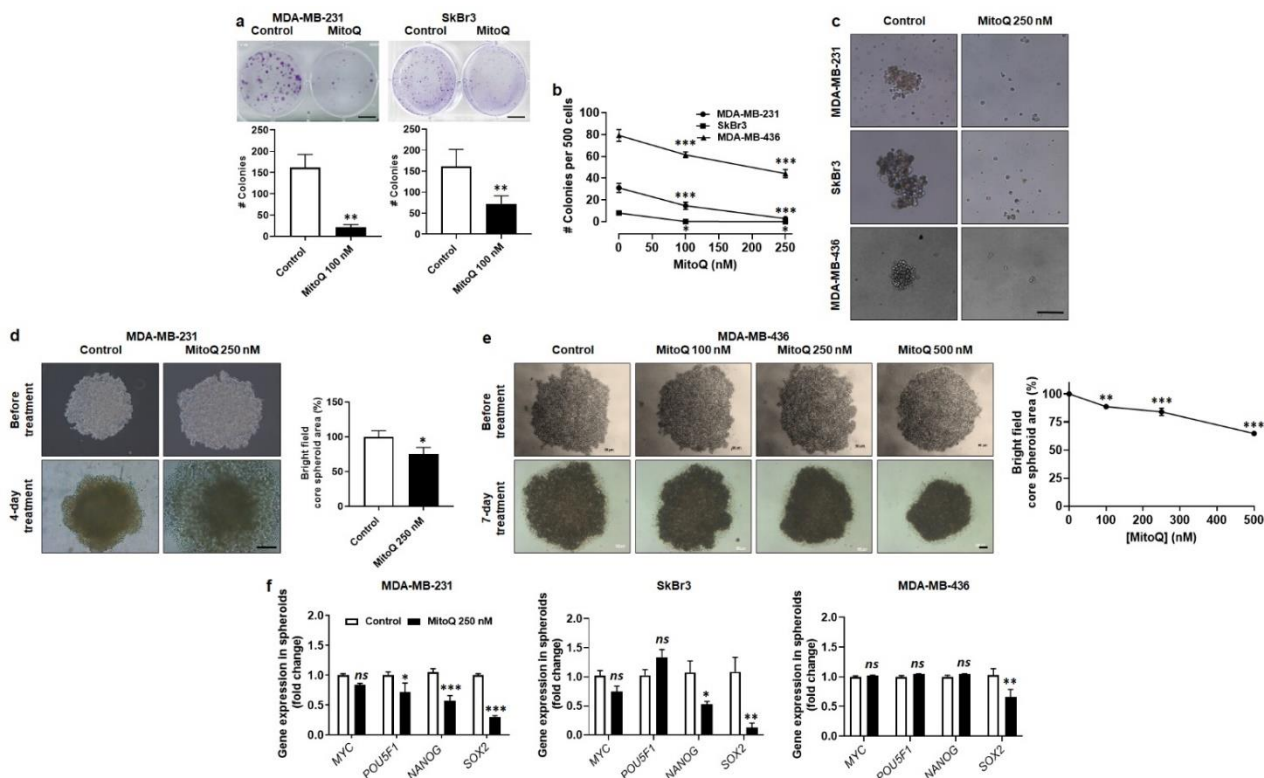 a
MDA-MB-231
SkBr3
Control
MitoQ
Control
MitoQ
# Colonies
250
200
150
100
50
0
**
Control
MitoQ 100 nM
# Colonies
250
200
150
100
50
0
**
Control
MitoQ 100 nM
b
# Colonies per 500 cells
100
80
60
40
20
0
MDA-MB-231
SkBr3
MDA-MB-436
***
***
***
***
*
*
0
50
100
150
200
250
MitoQ (nM)
c
Control
MitoQ 250 nM
MDA-MB-231
SkBr3
MDA-MB-436
d
MDA-MB-231
Control
MitoQ 250 nM
Before treatment
4-day treatment
Bright field core spheroid area (%)
150
100
50
0
*
Control
MitoQ 250 nM
e
MDA-MB-436
Control
MitoQ 100 nM
MitoQ 250 nM
MitoQ 500 nM
Before treatment
7-day treatment
Bright field core spheroid area (%)
100
75
50
25
0
**
***
***
0
100
200
300
400
500
[MitoQ] (nM)
f
MDA-MB-231
Gene expression in spheroids (fold change)
2.0
1.5
1.0
0.5
0.0
Control
MitoQ 250 nM
ns
*
***
***
MYC
POU5F1
NANOG
SOX2
SkBr3
Gene expression in spheroids (fold change)
2.0
1.5
1.0
0.5
0.0
ns
ns
*
**
MYC
POU5F1
NANOG
SOX2
MDA-MB-436
Gene expression in spheroids (fold change)
2.0
1.5
1.0
0.5
0.0
ns
ns
ns
**
MYC
POU5F1
NANOG
SOX2